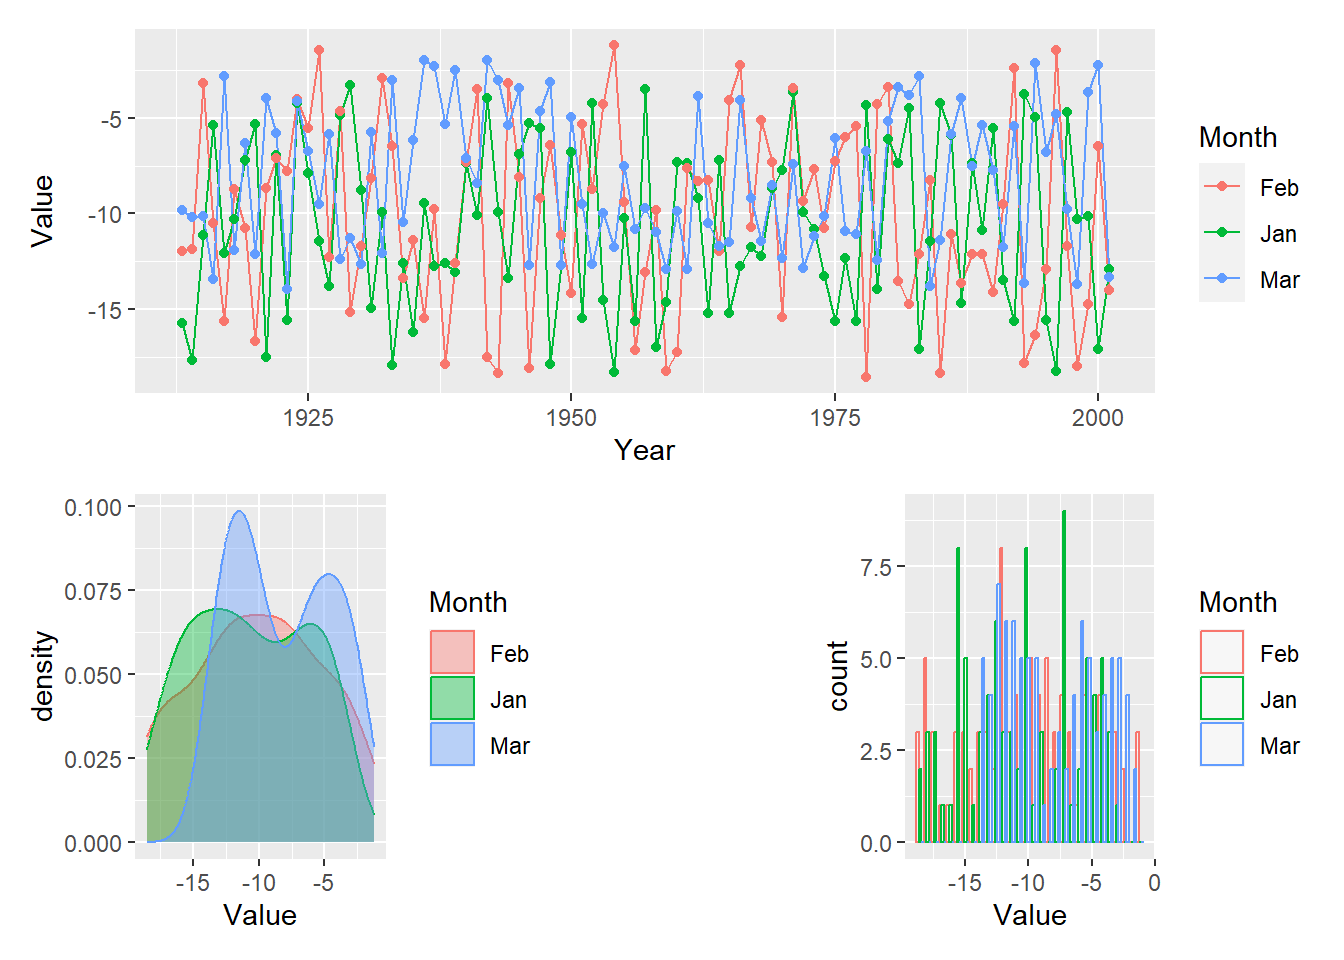 Value
-5
-10
-15
1925 1950 1975 2000
Year
Month
Feb
Jan
Mar
density
0.100
0.075
0.050
0.025
0.000
-15 -10 -5
Value
Month
Feb
Jan
Mar
count
7.5
5.0
2.5
0.0
-15 -10 -5 0
Value
Month
Feb
Jan
Mar